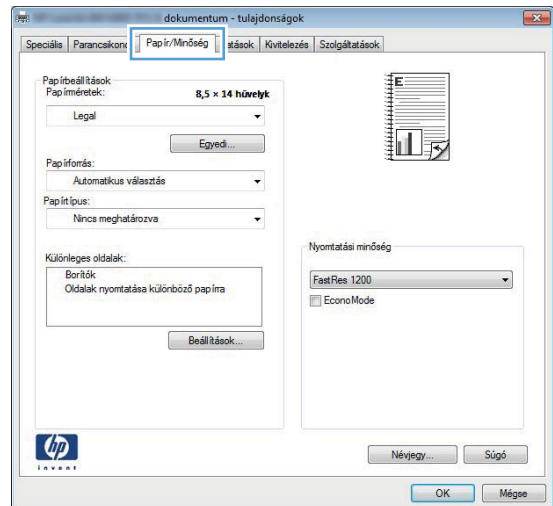 dokumentum - tulajdonságok
Speciális
Papír/Minőség
Kivitelezés
Szolgáltatások
Papírbeállítások
Papírméretek: 8,5 × 14 hüvelyk
Legal
Egyedi...
Papírforrás:
Automatikus választás
Papírtípus:
Nincs meghatározva
Különleges oldalak:
Borítók
Oldalak nyomtatása különböző papírra
Beállítások...
E
Nyomtatási minőség
FastRes 1200
EconoMode
hp
invent
Névjegy...
Súgó
OK
Mégse